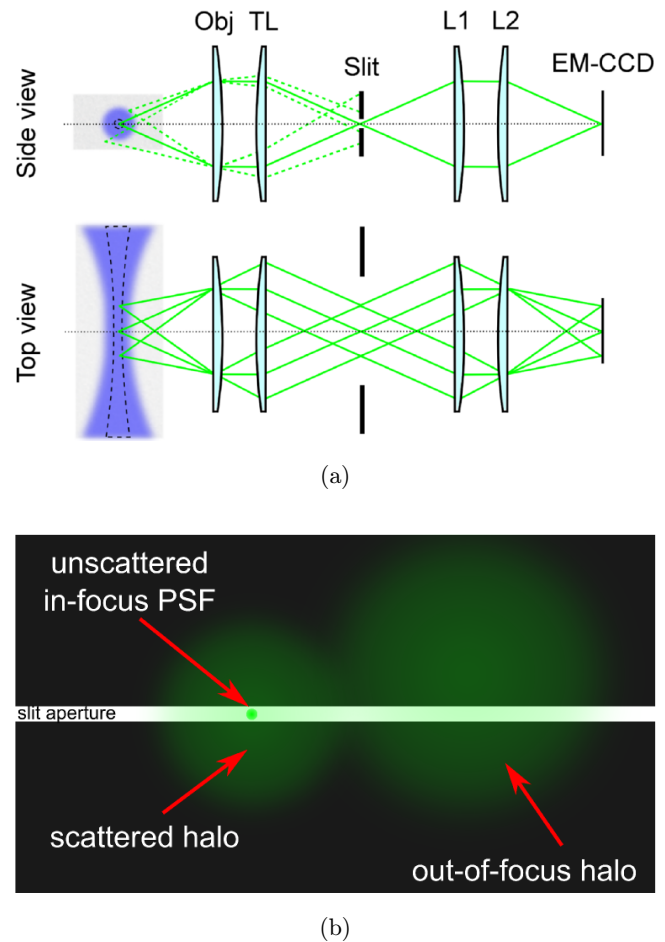 Obj TL L1 L2
Slit
EM-CCD
Side view
Top view
(a)
unscattered
in-focus PSF
slit aperture
scattered halo
out-of-focus halo
(b)